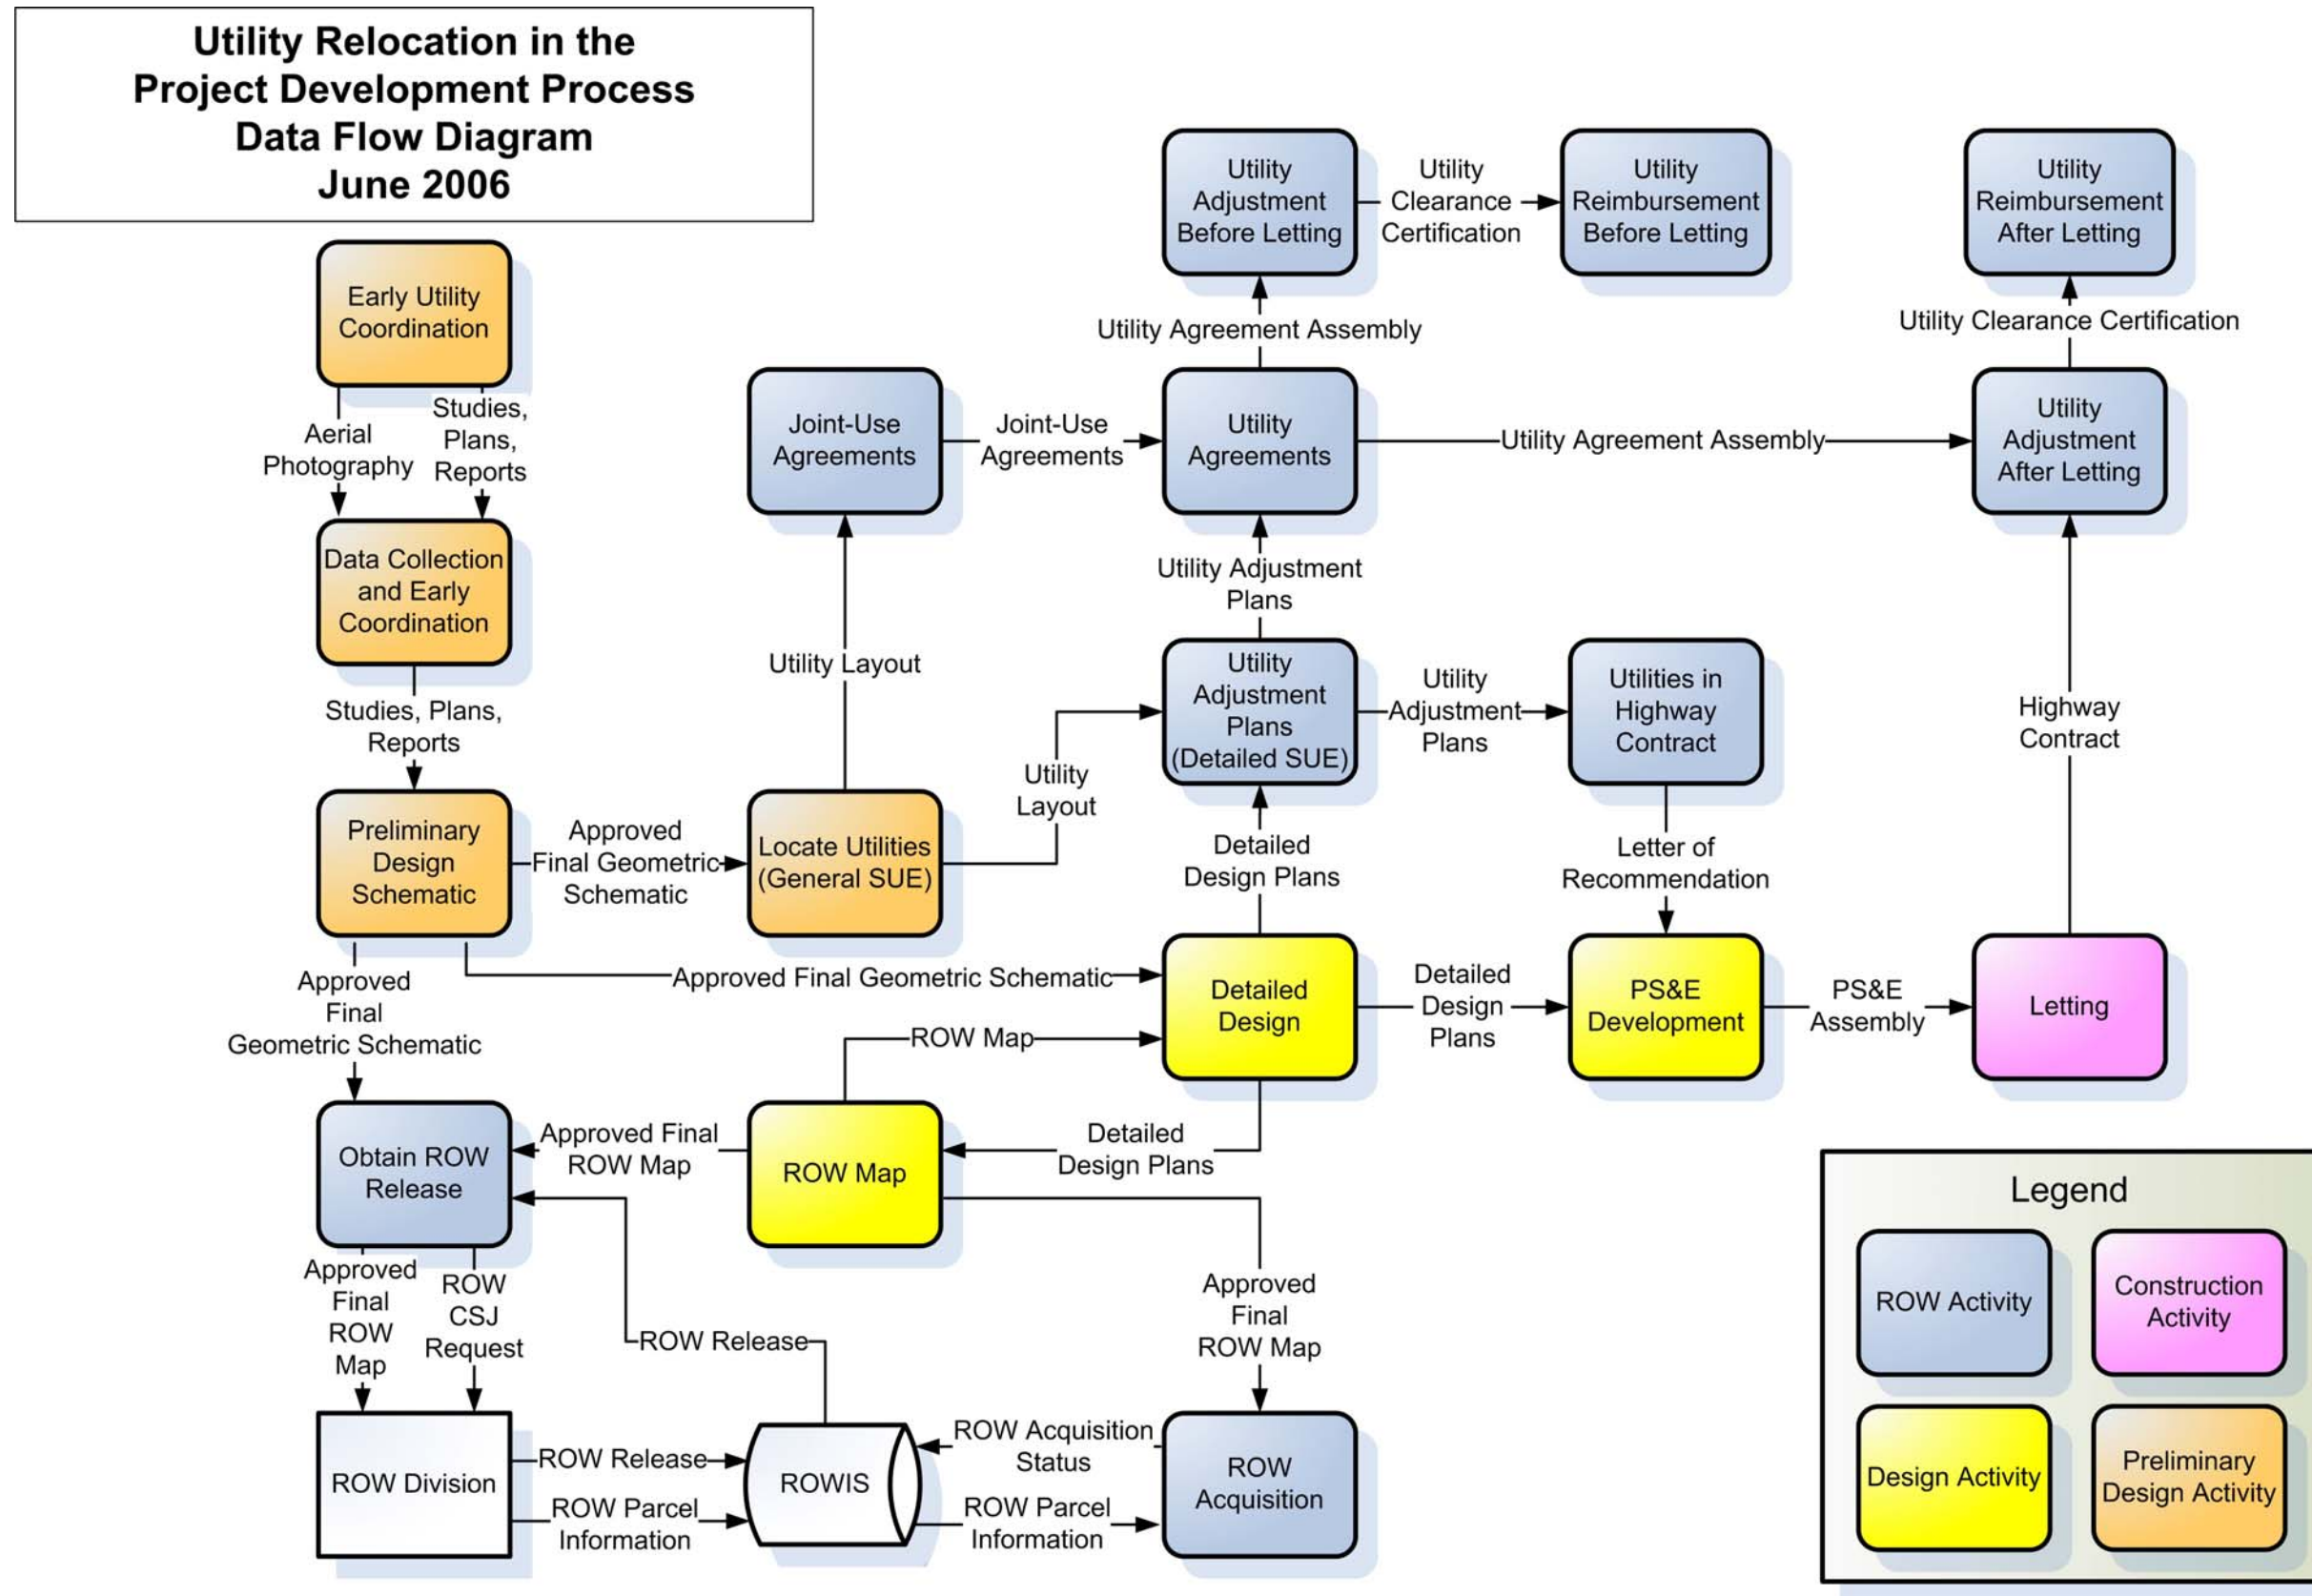 Utility Relocation in the
Project Development Process
Data Flow Diagram
June 2006
Utility
Adjustment
Before Letting
Utility
Clearance
Certification
Utility
Reimbursement
Before Letting
Utility
Reimbursement
After Letting
Early Utility
Coordination
Utility Agreement Assembly
Utility Clearance Certification
Aerial
Photography
Studies,
Plans,
Reports
Joint-Use
Agreements
Joint-Use
Agreements
Utility
Agreements
Utility Agreement Assembly
Utility
Adjustment
After Letting
Data Collection
and Early
Coordination
Utility Adjustment
Plans
Studies, Plans,
Reports
Utility Layout
Utility
Layout
Utility
Adjustment
Plans
(Detailed SUE)
Utility
Adjustment
Plans
Utilities in
Highway
Contract
Highway
Contract
Preliminary
Design
Schematic
Approved
Final Geometric
Schematic
Locate Utilities
(General SUE)
Detailed
Design Plans
Letter of
Recommendation
Approved
Final
Geometric Schematic
Approved Final Geometric Schematic
ROW Map
Detailed
Design
Detailed
Design
Plans
PS&E
Development
PS&E
Assembly
Letting
Obtain ROW
Release
Approved Final
ROW Map
ROW Map
Detailed
Design Plans
Approved
Final
ROW
Map
ROW
CSJ
Request
ROW Release
Approved
Final
ROW Map
ROW Division
ROW Release
ROW Parcel
Information
ROWIS
ROW Acquisition
Status
ROW Parcel
Information
ROW
Acquisition
Legend
ROW Activity
Construction
Activity
Design Activity
Preliminary
Design Activity